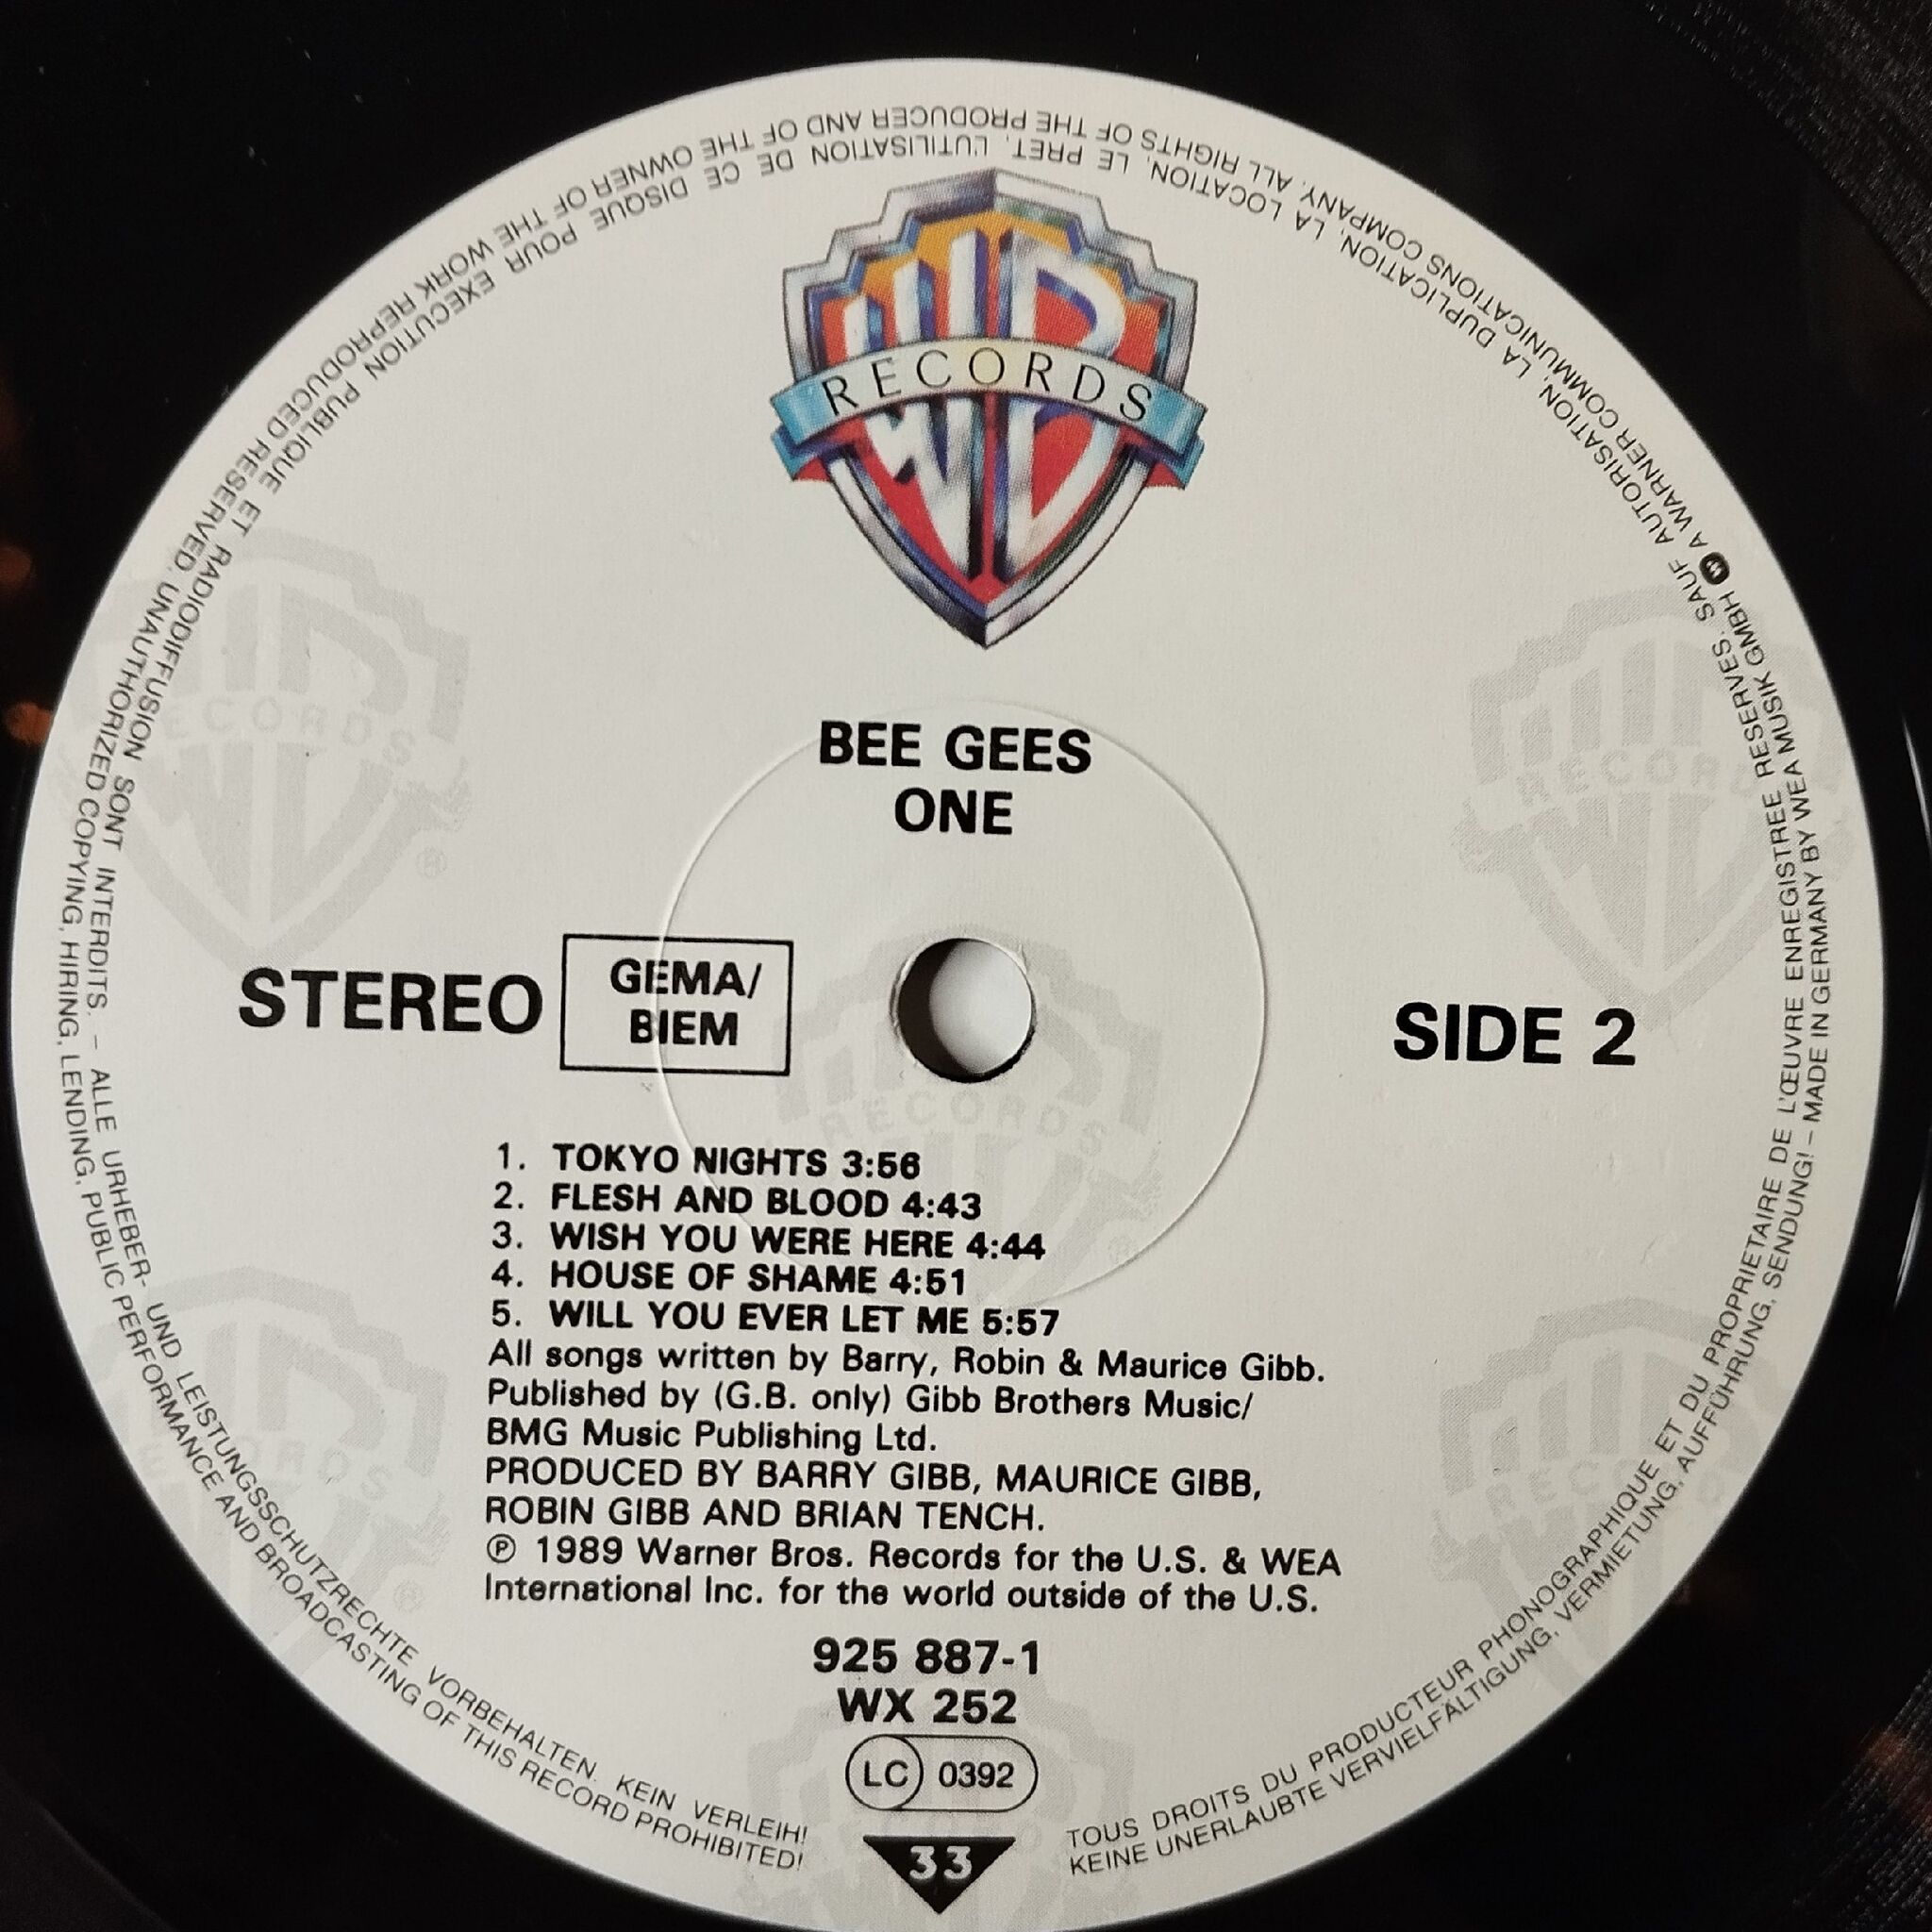 WB
RECORDS
BEE GEES
ONE
STEREO
GEMA/
BIEM
SIDE 2
1. TOKYO NIGHTS 3:56
2. FLESH AND BLOOD 4:43
3. WISH YOU WERE HERE 4:44
4. HOUSE OF SHAME 4:51
5. WILL YOU EVER LET ME 5:57
All songs written by Barry, Robin & Maurice Gibb.
Published by (G.B. only) Gibb Brothers Music/
BMG Music Publishing Ltd.
PRODUCED BY BARRY GIBB, MAURICE GIBB,
ROBIN GIBB AND BRIAN TENCH.
℗ 1989 Warner Bros. Records for the U.S. & WEA
International Inc. for the world outside of the U.S.
925 887-1
WX 252
LC 0392
33
TOUS DROITS DU PRODUCTEUR PHONOGRAPHIQUE ET DU PROPRIETAIRE DE L'ŒUVRE ENREGISTREE RESERVES. SAUF AUTORISATION, LA DUPLICATION, LA LOCATION, LE PRET, L'UTILISATION DE CE DISQUE POUR EXECUTION PUBLIQUE ET RADIODIFFUSION SONT INTERDITS. – ALLE URHEBER- UND LEISTUNGSSCHUTZRECHTE VORBEHALTEN. KEIN VERLEIH!
KEINE UNERLAUBTE VERVIELFÄLTIGUNG, VERMIETUNG, AUFFÜHRUNG, SENDUNG! – MADE IN GERMANY BY WEA MUSIK GMBH A WARNER COMMUNICATIONS COMPANY. ALL RIGHTS OF THE PRODUCER AND OF THE OWNER OF THE WORK REPRODUCED RESERVED. UNAUTHORIZED COPYING, HIRING, LENDING, PUBLIC PERFORMANCE AND BROADCASTING OF THIS RECORD PROHIBITED!